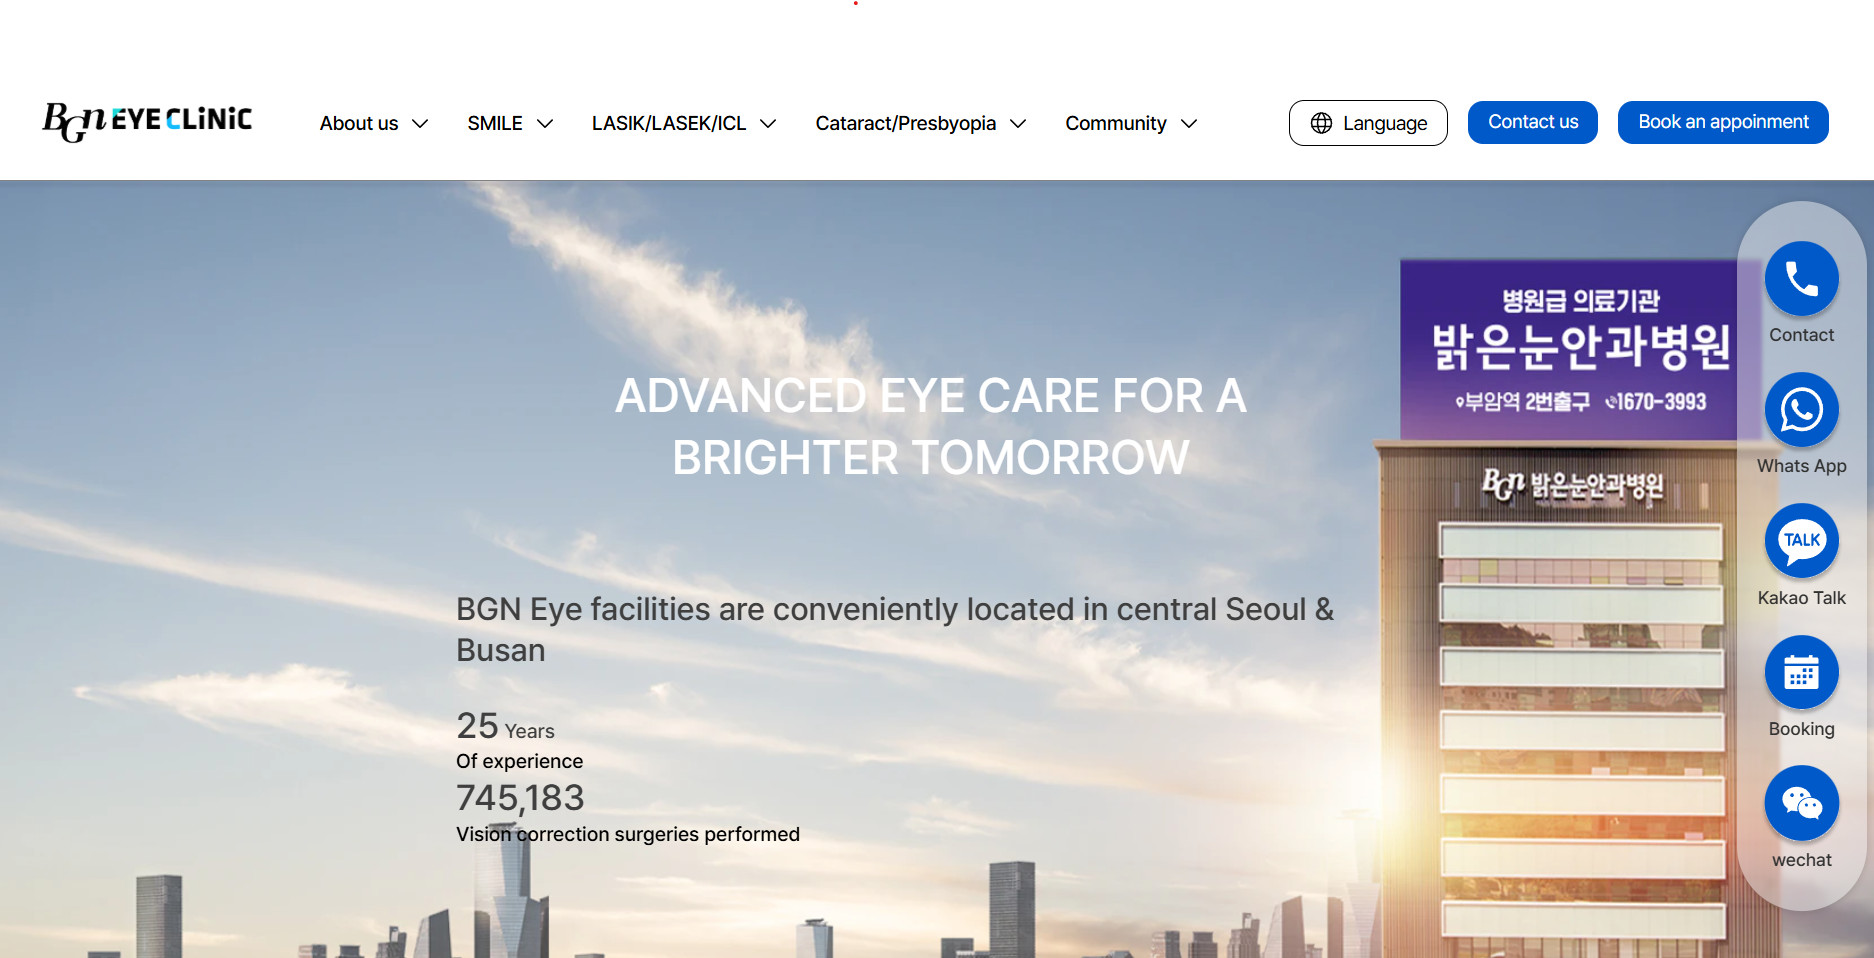 BGN EYE CLiNiC
About us
SMILE
LASIK/LASEK/ICL
Cataract/Presbyopia
Community
Language
Contact us
Book an appoinment
병원급 의료기관
밝은눈안과병원
부암역 2번출구 1670-3993
BGN 밝은눈안과병원
ADVANCED EYE CARE FOR A
BRIGHTER TOMORROW
BGN Eye facilities are conveniently located in central Seoul &
Busan
25 Years
Of experience
745,183
Vision correction surgeries performed
Contact
Whats App
TALK
Kakao Talk
Booking
wechat